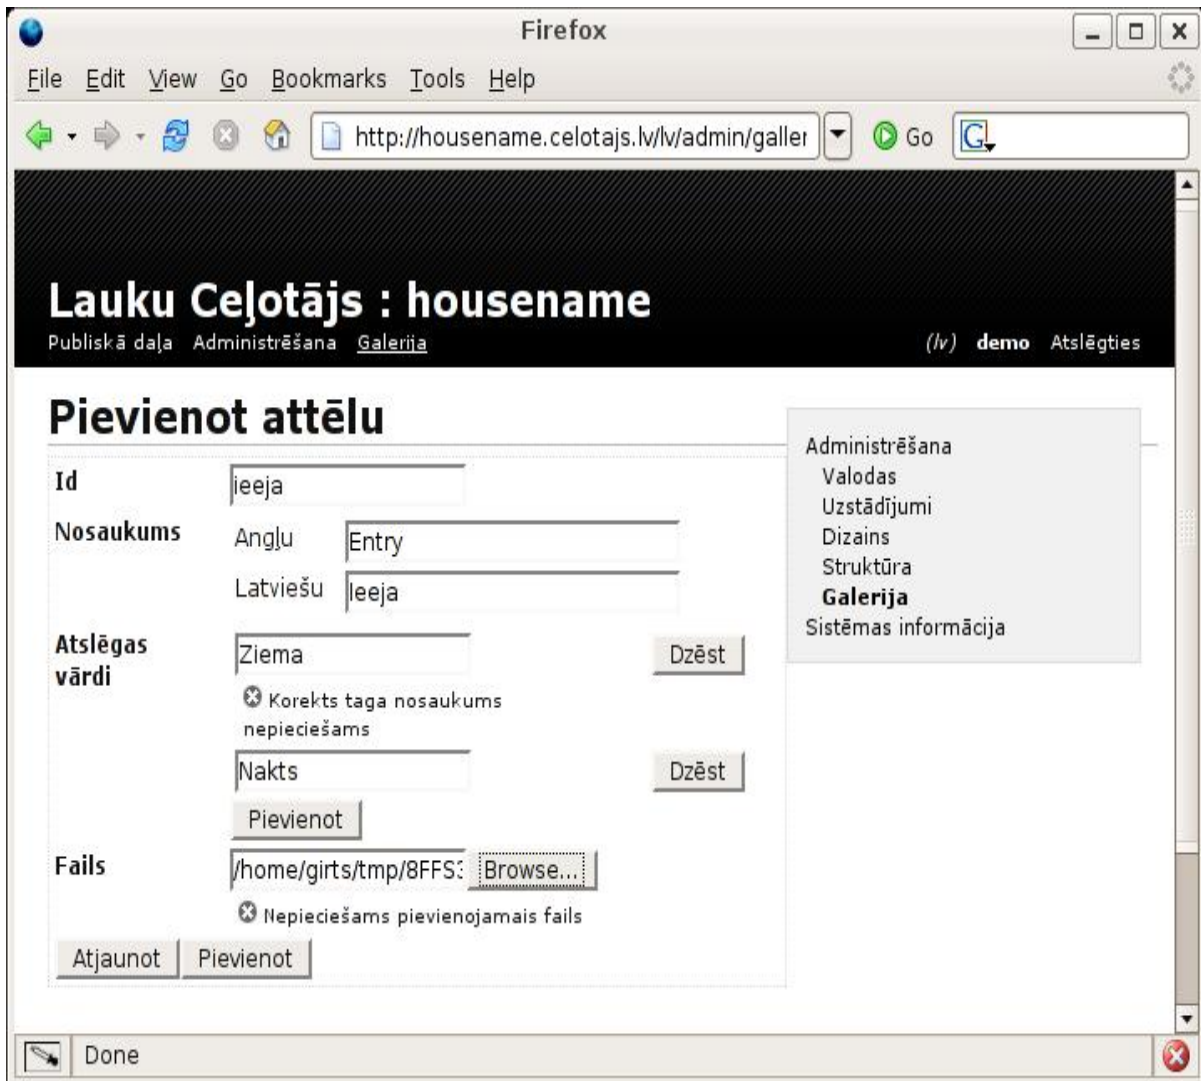 Firefox
File Edit View Go Bookmarks Tools Help
http://housename.celotajs.lv/lv/admin/galler Go G
Lauku Ceļotājs : housename
Publiskā daļa Administrēšana Galerija (lv) demo Atslēgties
Pievienot attēlu
Id ieeja
Nosaukums Angļu Entry
Latviešu Ieeja
Atslēgas vārdi Ziema Dzēst
Korekts taga nosaukums
nepieciešams
Nakts Dzēst
Pievienot
Fails /home/girts/tmp/8FFS3 Browse...
Nepieciešams pievienojamais fails
Atjaunot Pievienot
Administrēšana
Valodas
Uzstādījumi
Dizains
Struktūra
Galerija
Sistēmas informācija
Done